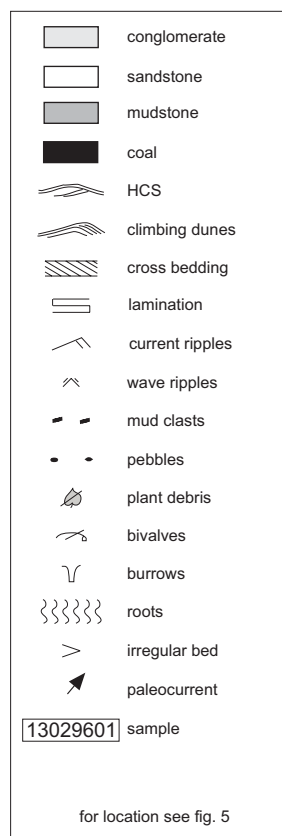 conglomerate
sandstone
mudstone
coal
HCS
climbing dunes
cross bedding
lamination
current ripples
wave ripples
mud clasts
pebbles
plant debris
bivalves
burrows
roots
irregular bed
paleocurrent
13029601 sample
for location see fig. 5